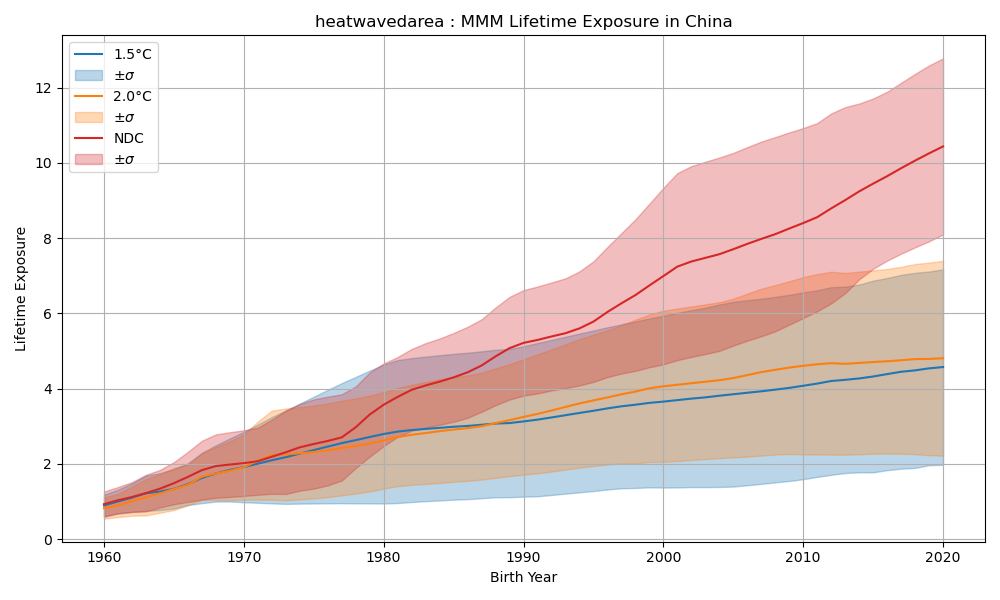 heatwavedarea : MMM Lifetime Exposure in China
1.5°C
±σ
2.0°C
±σ
NDC
±σ
Lifetime Exposure
12
10
8
6
4
2
0
1960 1970 1980 1990 2000 2010 2020
Birth Year